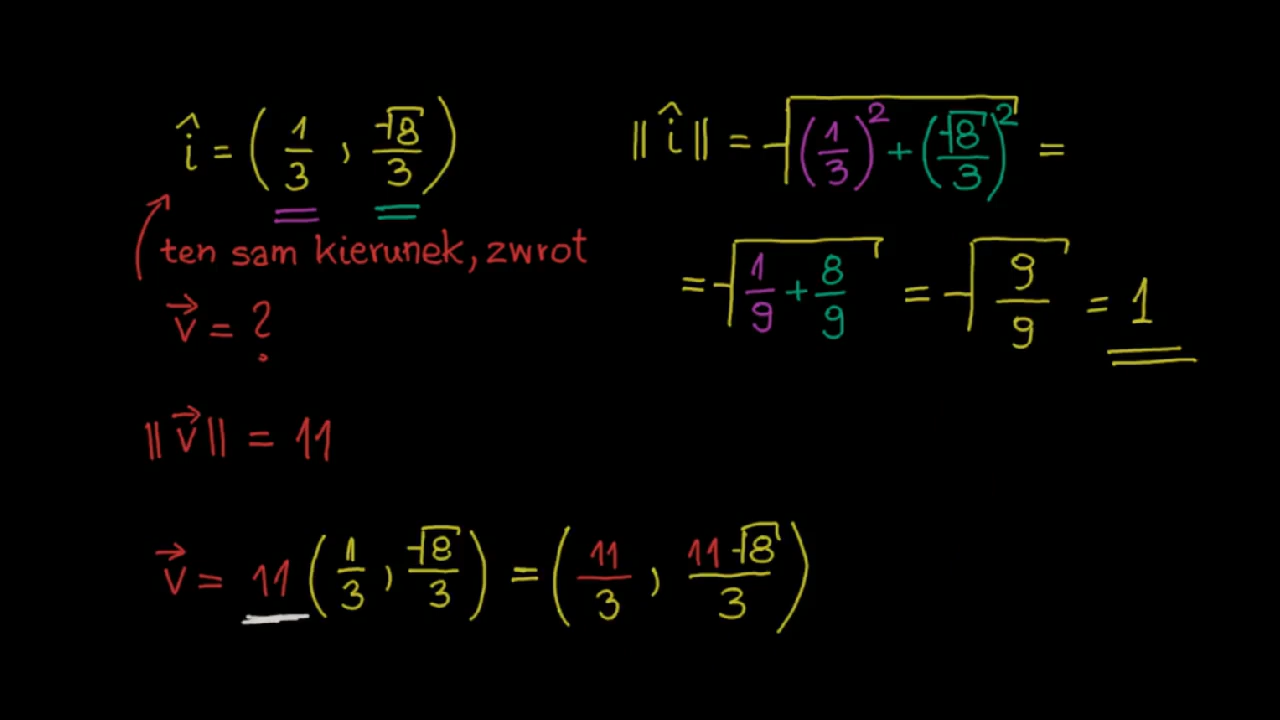 î = (1/3, √8/3)
||î|| = √((1/3)² + (√8/3)²) =
= √(1/9 + 8/9) = √(9/9) = 1
ten sam kierunek, zwrot
v⃗ = ?
||v⃗|| = 11
v⃗ = 11(1/3, √8/3) = (11/3, 11√8/3)